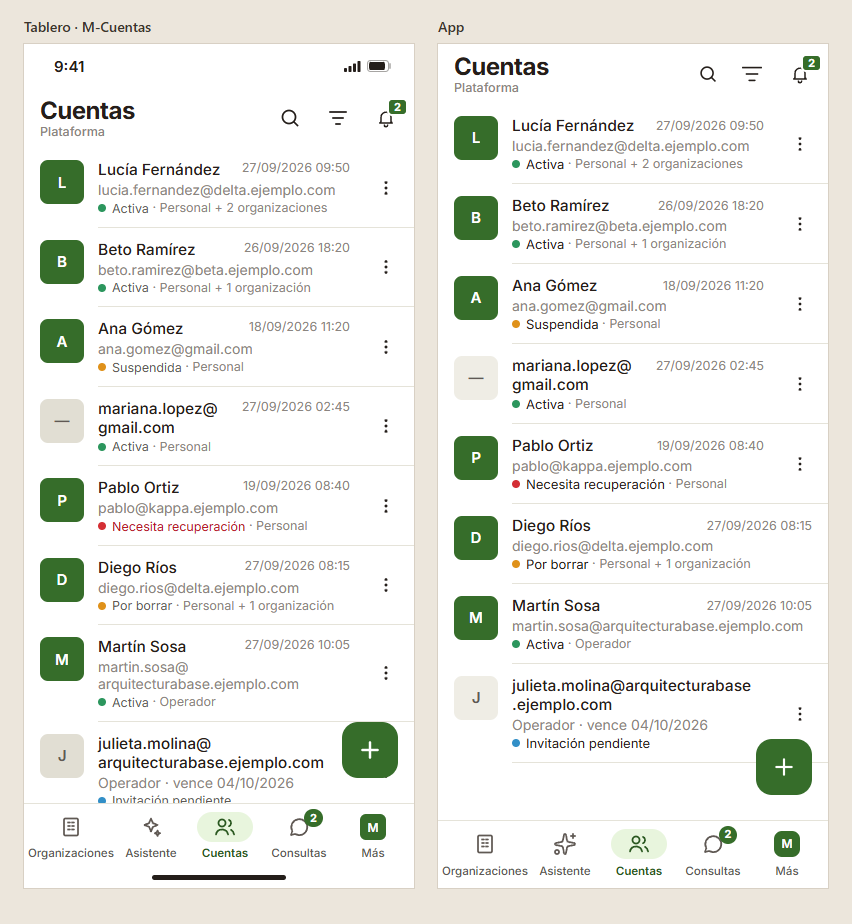 Tablero · M-Cuentas
9:41
Cuentas
Plataforma
2
L
Lucía Fernández
27/09/2026 09:50
lucia.fernandez@delta.ejemplo.com
Activa · Personal + 2 organizaciones
B
Beto Ramírez
26/09/2026 18:20
beto.ramirez@beta.ejemplo.com
Activa · Personal + 1 organización
A
Ana Gómez
18/09/2026 11:20
ana.gomez@gmail.com
Suspendida · Personal
—
mariana.lopez@
27/09/2026 02:45
gmail.com
Activa · Personal
P
Pablo Ortiz
19/09/2026 08:40
pablo@kappa.ejemplo.com
Necesita recuperación · Personal
D
Diego Ríos
27/09/2026 08:15
diego.rios@delta.ejemplo.com
Por borrar · Personal + 1 organización
M
Martín Sosa
27/09/2026 10:05
martin.sosa@
arquitecturabase.ejemplo.com
Activa · Operador
J
julieta.molina@
arquitecturabase.ejemplo.com
Operador · vence 04/10/2026
Invitación pendiente
+
Organizaciones
Asistente
Cuentas
2
Consultas
M
Más
App
Cuentas
Plataforma
2
L
Lucía Fernández
27/09/2026 09:50
lucia.fernandez@delta.ejemplo.com
Activa · Personal + 2 organizaciones
B
Beto Ramírez
26/09/2026 18:20
beto.ramirez@beta.ejemplo.com
Activa · Personal + 1 organización
A
Ana Gómez
18/09/2026 11:20
ana.gomez@gmail.com
Suspendida · Personal
—
mariana.lopez@
27/09/2026 02:45
gmail.com
Activa · Personal
P
Pablo Ortiz
19/09/2026 08:40
pablo@kappa.ejemplo.com
Necesita recuperación · Personal
D
Diego Ríos
27/09/2026 08:15
diego.rios@delta.ejemplo.com
Por borrar · Personal + 1 organización
M
Martín Sosa
27/09/2026 10:05
martin.sosa@arquitecturabase.ejemplo.com
Activa · Operador
J
julieta.molina@arquitecturabase
.ejemplo.com
Operador · vence 04/10/2026
Invitación pendiente
+
Organizaciones
Asistente
Cuentas
2
Consultas
M
Más